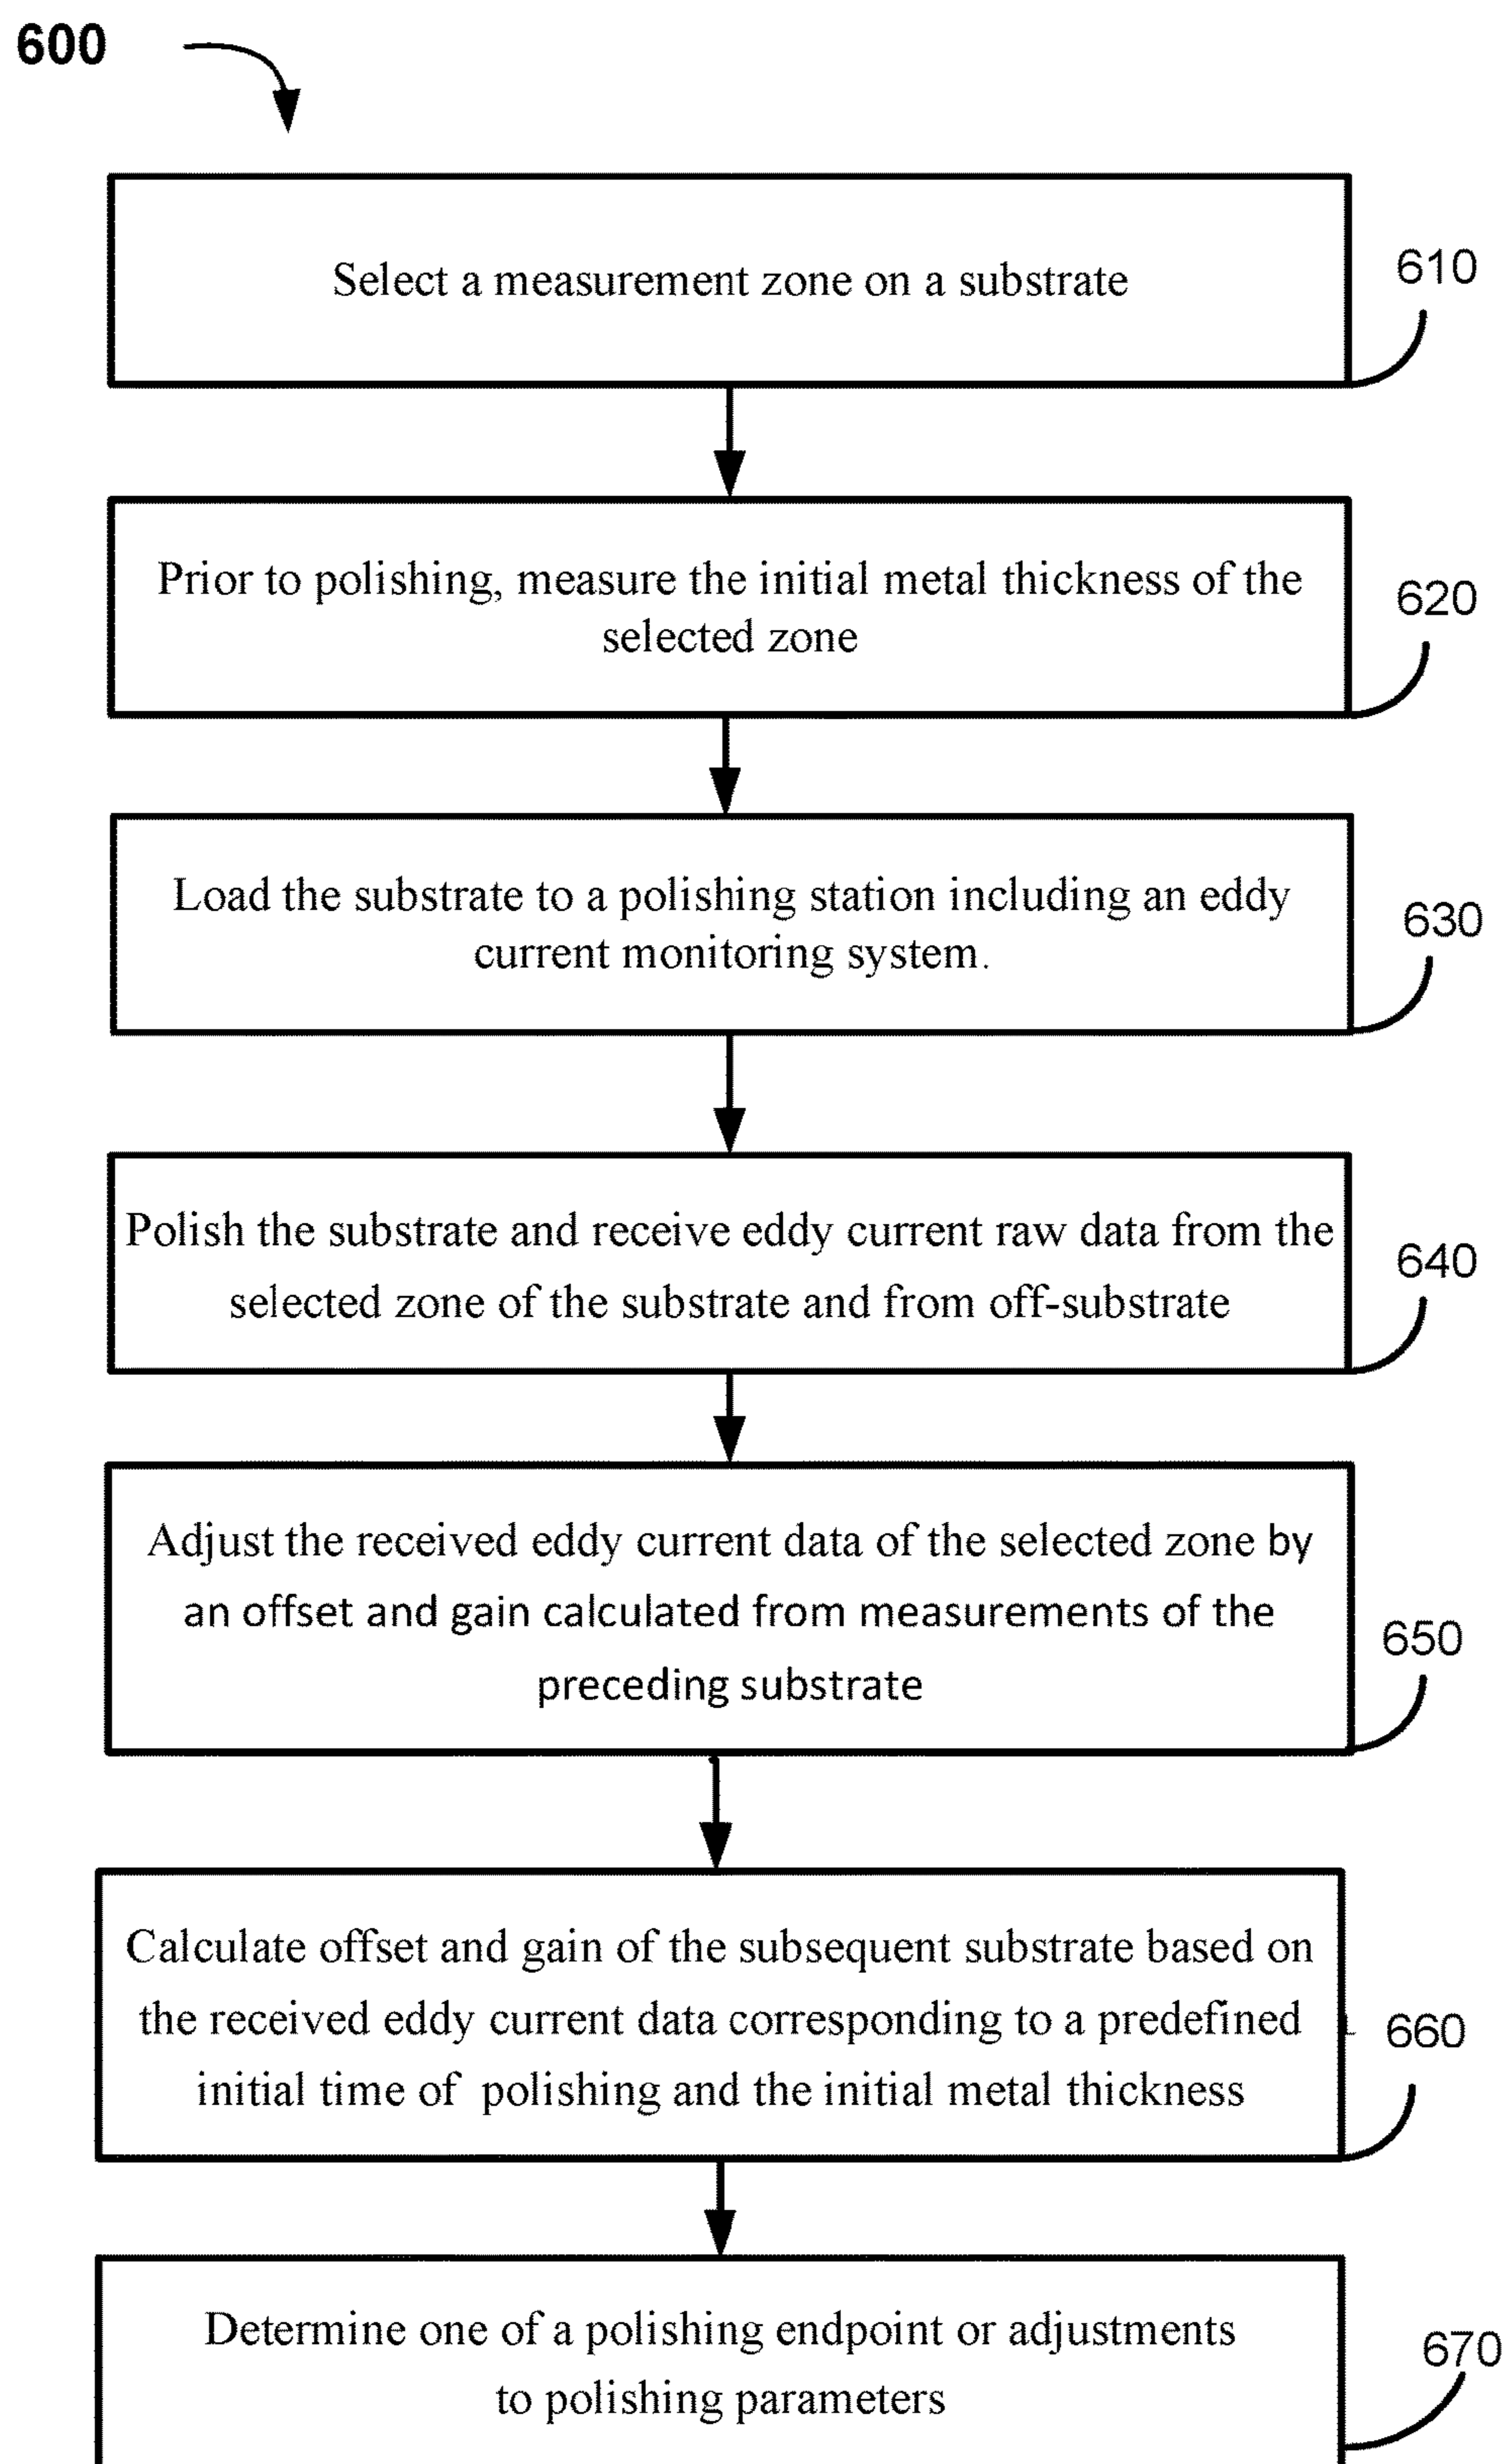 600
Select a measurement zone on a substrate
610
Prior to polishing, measure the initial metal thickness of the
selected zone
620
Load the substrate to a polishing station including an eddy
current monitoring system.
630
Polish the substrate and receive eddy current raw data from the
selected zone of the substrate and from off-substrate
640
Adjust the received eddy current data of the selected zone by
an offset and gain calculated from measurements of the
preceding substrate
650
Calculate offset and gain of the subsequent substrate based on
the received eddy current data corresponding to a predefined
initial time of polishing and the initial metal thickness
660
Determine one of a polishing endpoint or adjustments
to polishing parameters
670